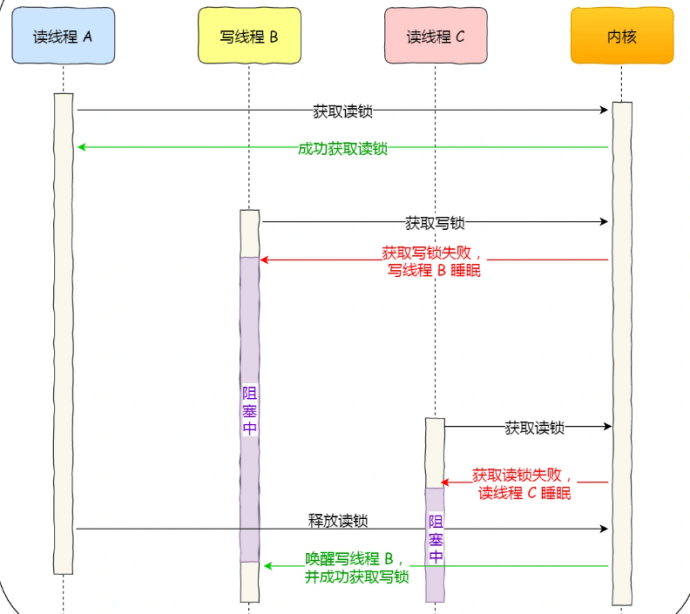 读线程 A
写线程 B
读线程 C
内核
获取读锁
成功获取读锁
获取写锁
获取写锁失败，
写线程 B 睡眠
阻
塞
中
获取读锁
获取读锁失败，
读线程 C 睡眠
释放读锁
阻
塞
中
唤醒写线程 B，
并成功获取写锁